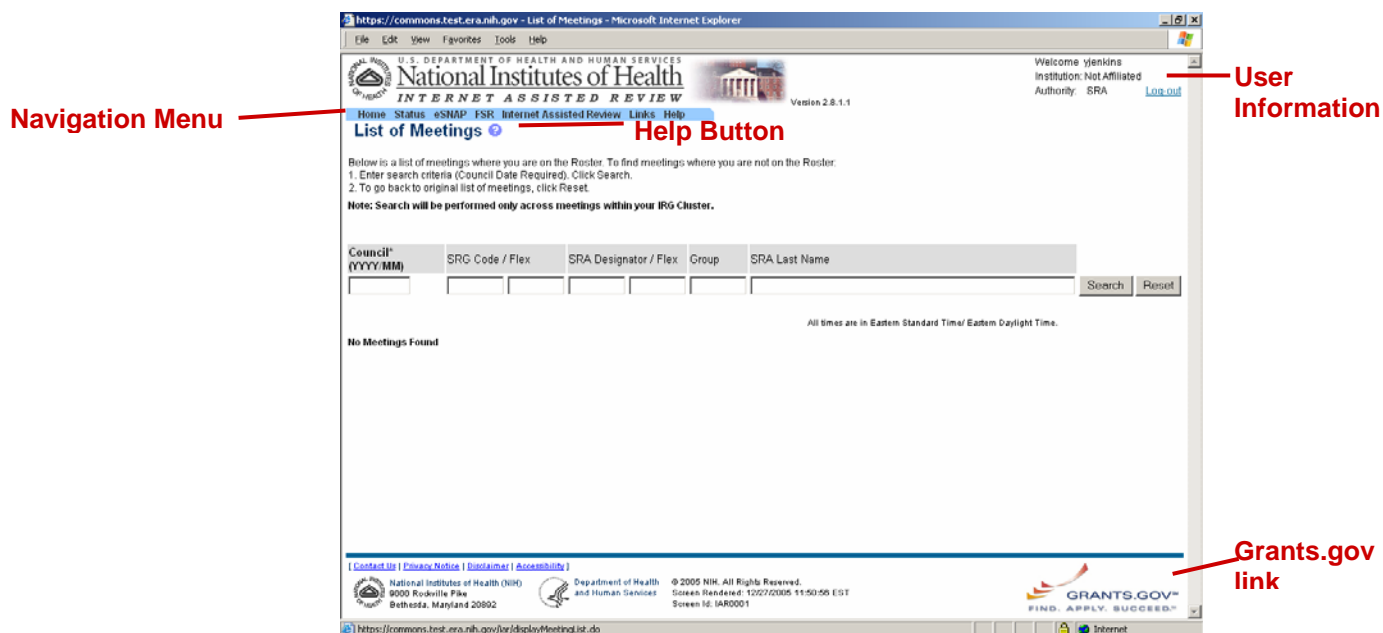 https://commons.test.era.nih.gov - List of Meetings - Microsoft Internet Explorer
File Edit View Favorites Tools Help
U.S. DEPARTMENT OF HEALTH AND HUMAN SERVICES
National Institutes of Health
INTERNET ASSISTED REVIEW
Version 2.8.1.1
Welcome yjenkins
Institution: Not Affiliated
Authority: SRA Log-out
User Information
Navigation Menu
Home Status eSNAP FSR Internet Assisted Review Links Help
List of Meetings ?
Help Button
Below is a list of meetings where you are on the Roster. To find meetings where you are not on the Roster:
1. Enter search criteria (Council Date Required). Click Search.
2. To go back to original list of meetings, click Reset.
Note: Search will be performed only across meetings within your IRG Cluster.
Council* (YYYY/MM) SRG Code / Flex SRA Designator / Flex Group SRA Last Name
Search Reset
All times are in Eastern Standard Time/ Eastern Daylight Time.
No Meetings Found
Grants.gov link
[ Contact Us | Privacy Notice | Disclaimer | Accessibility ]
National Institutes of Health (NIH)
9000 Rockville Pike
Bethesda, Maryland 20892
Department of Health and Human Services
© 2005 NIH. All Rights Reserved.
Screen Rendered: 12/27/2005 11:50:56 EST
Screen Id: IAR0001
GRANTS.GOV℠
FIND. APPLY. SUCCEED.℠
https://commons.test.era.nih.gov/iar/displayMeetingList.do
Internet